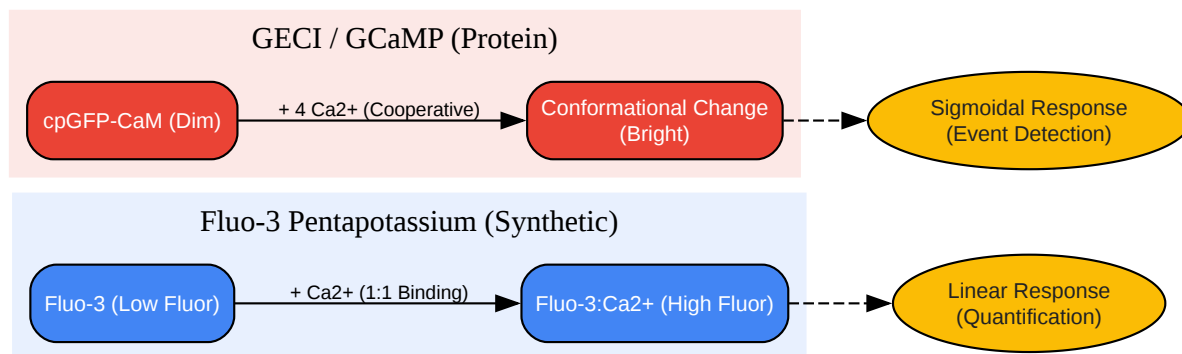 GECI / GCaMP (Protein)
cpGFP-CaM (Dim)
+ 4 Ca2+ (Cooperative)
Conformational Change
(Bright)
Sigmoidal Response
(Event Detection)
Fluo-3 Pentapotassium (Synthetic)
Fluo-3 (Low Fluor)
+ Ca2+ (1:1 Binding)
Fluo-3:Ca2+ (High Fluor)
Linear Response
(Quantification)